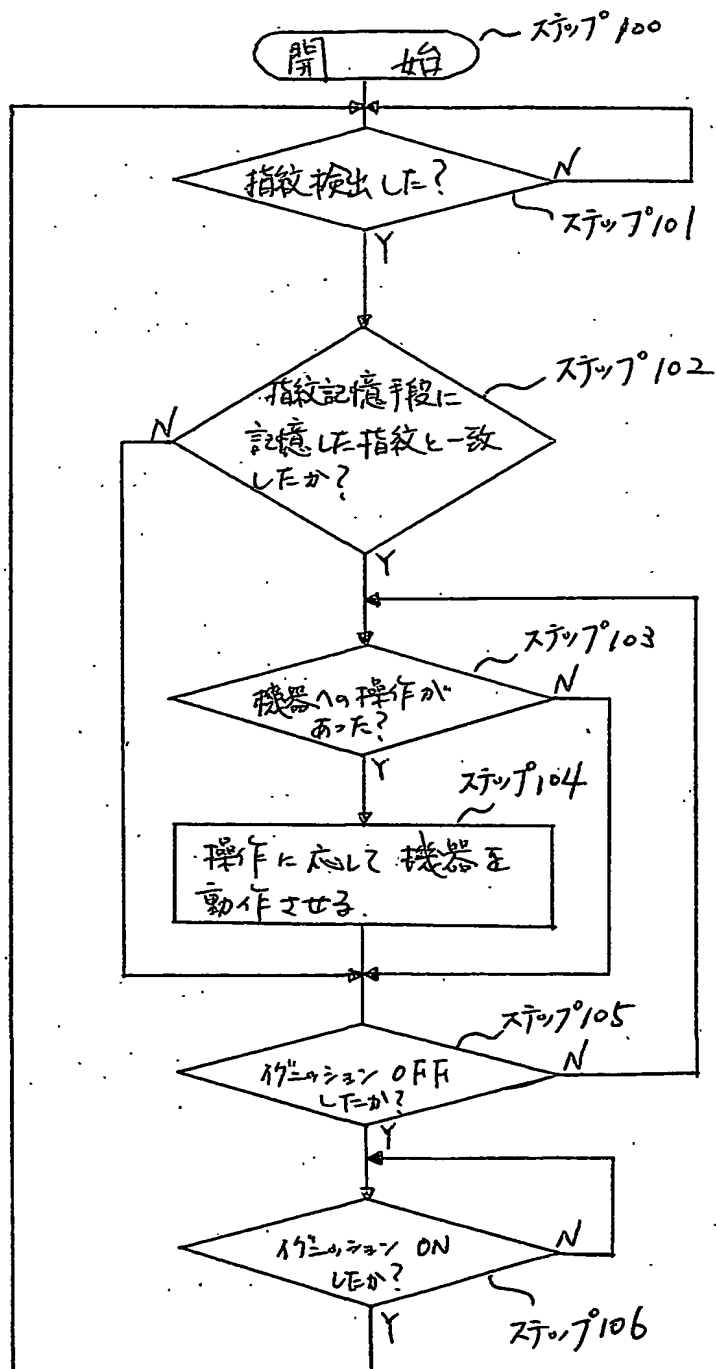 開 始
ステップ100
指紋検出した?
N
ステップ101
Y
ステップ102
指紋記憶手段に
記憶した指紋と一致
したか?
N
Y
ステップ103
機器への操作が
あった?
N
Y
ステップ104
操作に応じて機器を
動作させる.
ステップ105
イグニッション OFF
したか?
N
Y
イグニッション ON
したか?
N
ステップ106
Y